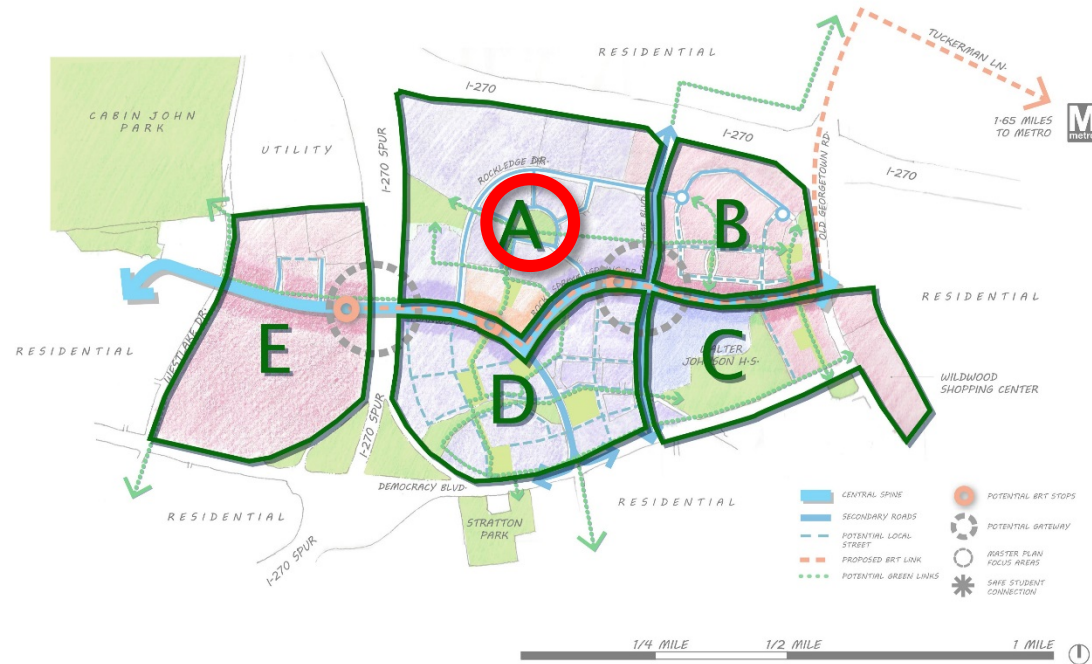 RESIDENTIAL
TUCKERMAN LN.
I-270
CABIN JOHN
PARK
1.65 MILES
TO METRO
M
metro
UTILITY
I-270 SPUR
I-270
ROCKLEDGE DR.
I-270
A
B
OLD GEORGETOWN RD.
RESIDENTIAL
WESTLAKE DR.
E
RESIDENTIAL
WALTER
JOHNSON H.S.
C
D
WILDWOOD
SHOPPING CENTER
I-270 SPUR
DEMOCRACY BLVD.
RESIDENTIAL
RESIDENTIAL
STRATTON
PARK
I-270 SPUR
CENTRAL SPINE
SECONDARY ROADS
POTENTIAL LOCAL
STREET
PROPOSED BRT LINK
POTENTIAL GREEN LINKS
POTENTIAL BRT STOPS
POTENTIAL GATEWAY
MASTER PLAN
FOCUS AREAS
SAFE STUDENT
CONNECTION
1/4 MILE
1/2 MILE
1 MILE